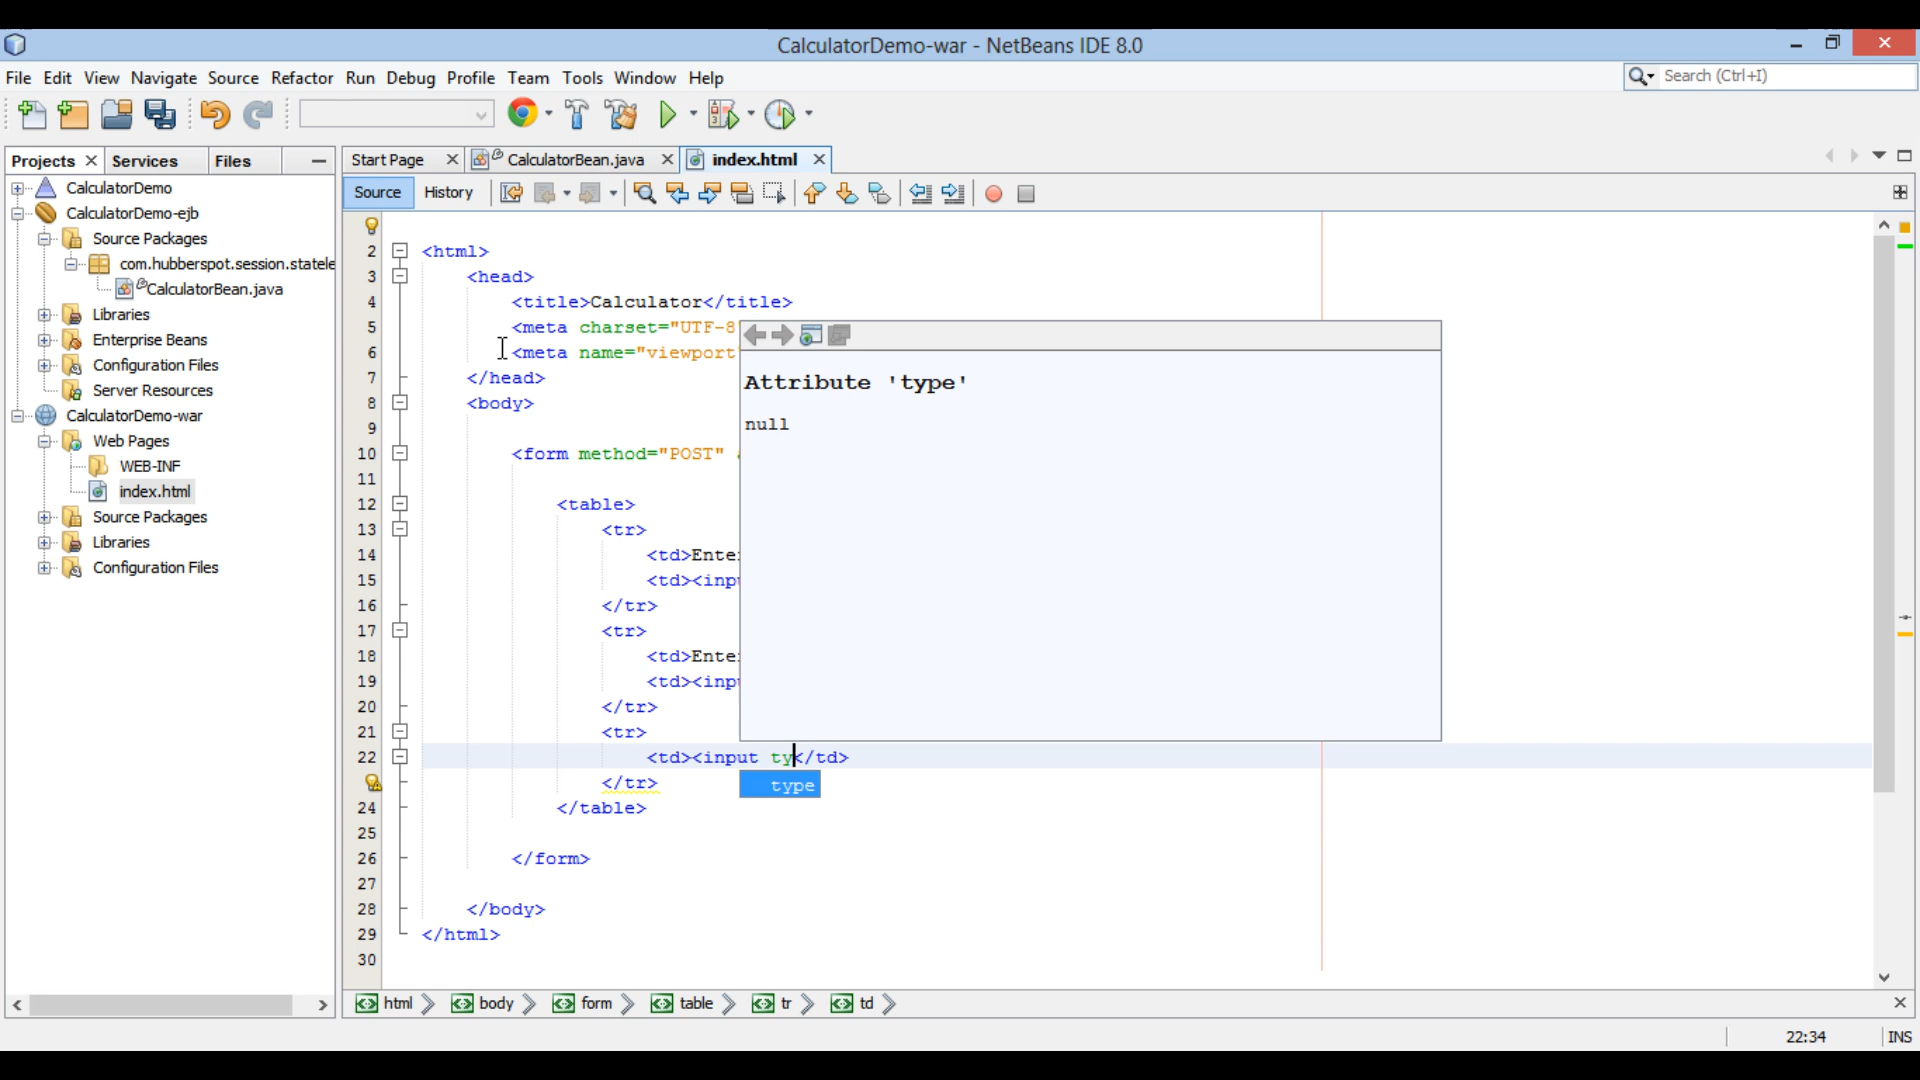 CalculatorDemo-war - NetBeans IDE 8.0
File Edit View Navigate Source Refactor Run Debug Profile Team Tools Window Help
Search (Ctrl+I)
Projects Services Files
Start Page CalculatorBean.java index.html
Source History
CalculatorDemo
CalculatorDemo-ejb
Source Packages
com.hubberspot.session.statele
CalculatorBean.java
Libraries
Enterprise Beans
Configuration Files
Server Resources
CalculatorDemo-war
Web Pages
WEB-INF
index.html
Source Packages
Libraries
Configuration Files
2 <html>
3 <head>
4 <title>Calculator</title>
5 <meta charset="UTF-8
6 <meta name="viewport
7 </head>
8 <body>
9
10 <form method="POST"
11
12 <table>
13 <tr>
14 <td>Enter
15 <td><inp
16 </tr>
17 <tr>
18 <td>Enter
19 <td><inp
20 </tr>
21 <tr>
22 <td><input ty</td>
</tr>
24 </table>
25
26 </form>
27
28 </body>
29 </html>
30
Attribute 'type'
null
type
html body form table tr td
22:34 INS